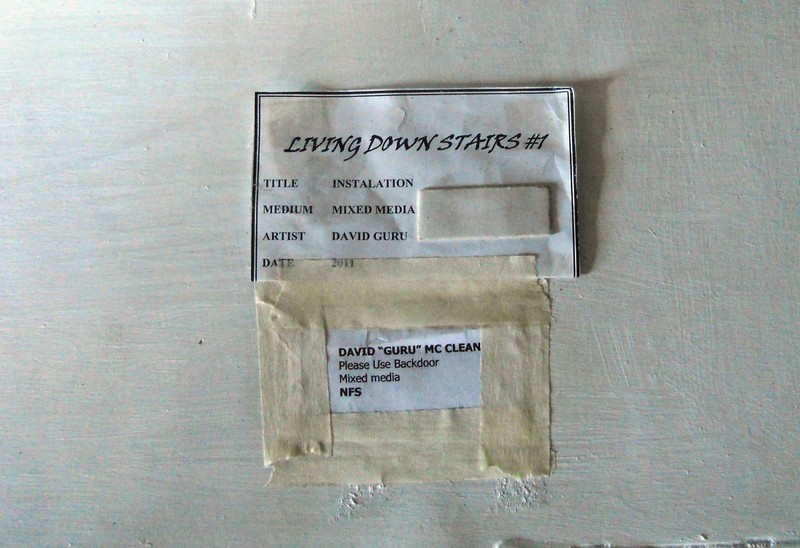 LIVING DOWN STAIRS #1
TITLE INSTALATION
MEDIUM MIXED MEDIA
ARTIST DAVID GURU
DATE 2011
DAVID "GURU" MC CLEAN
Please Use Backdoor
Mixed media
NFS